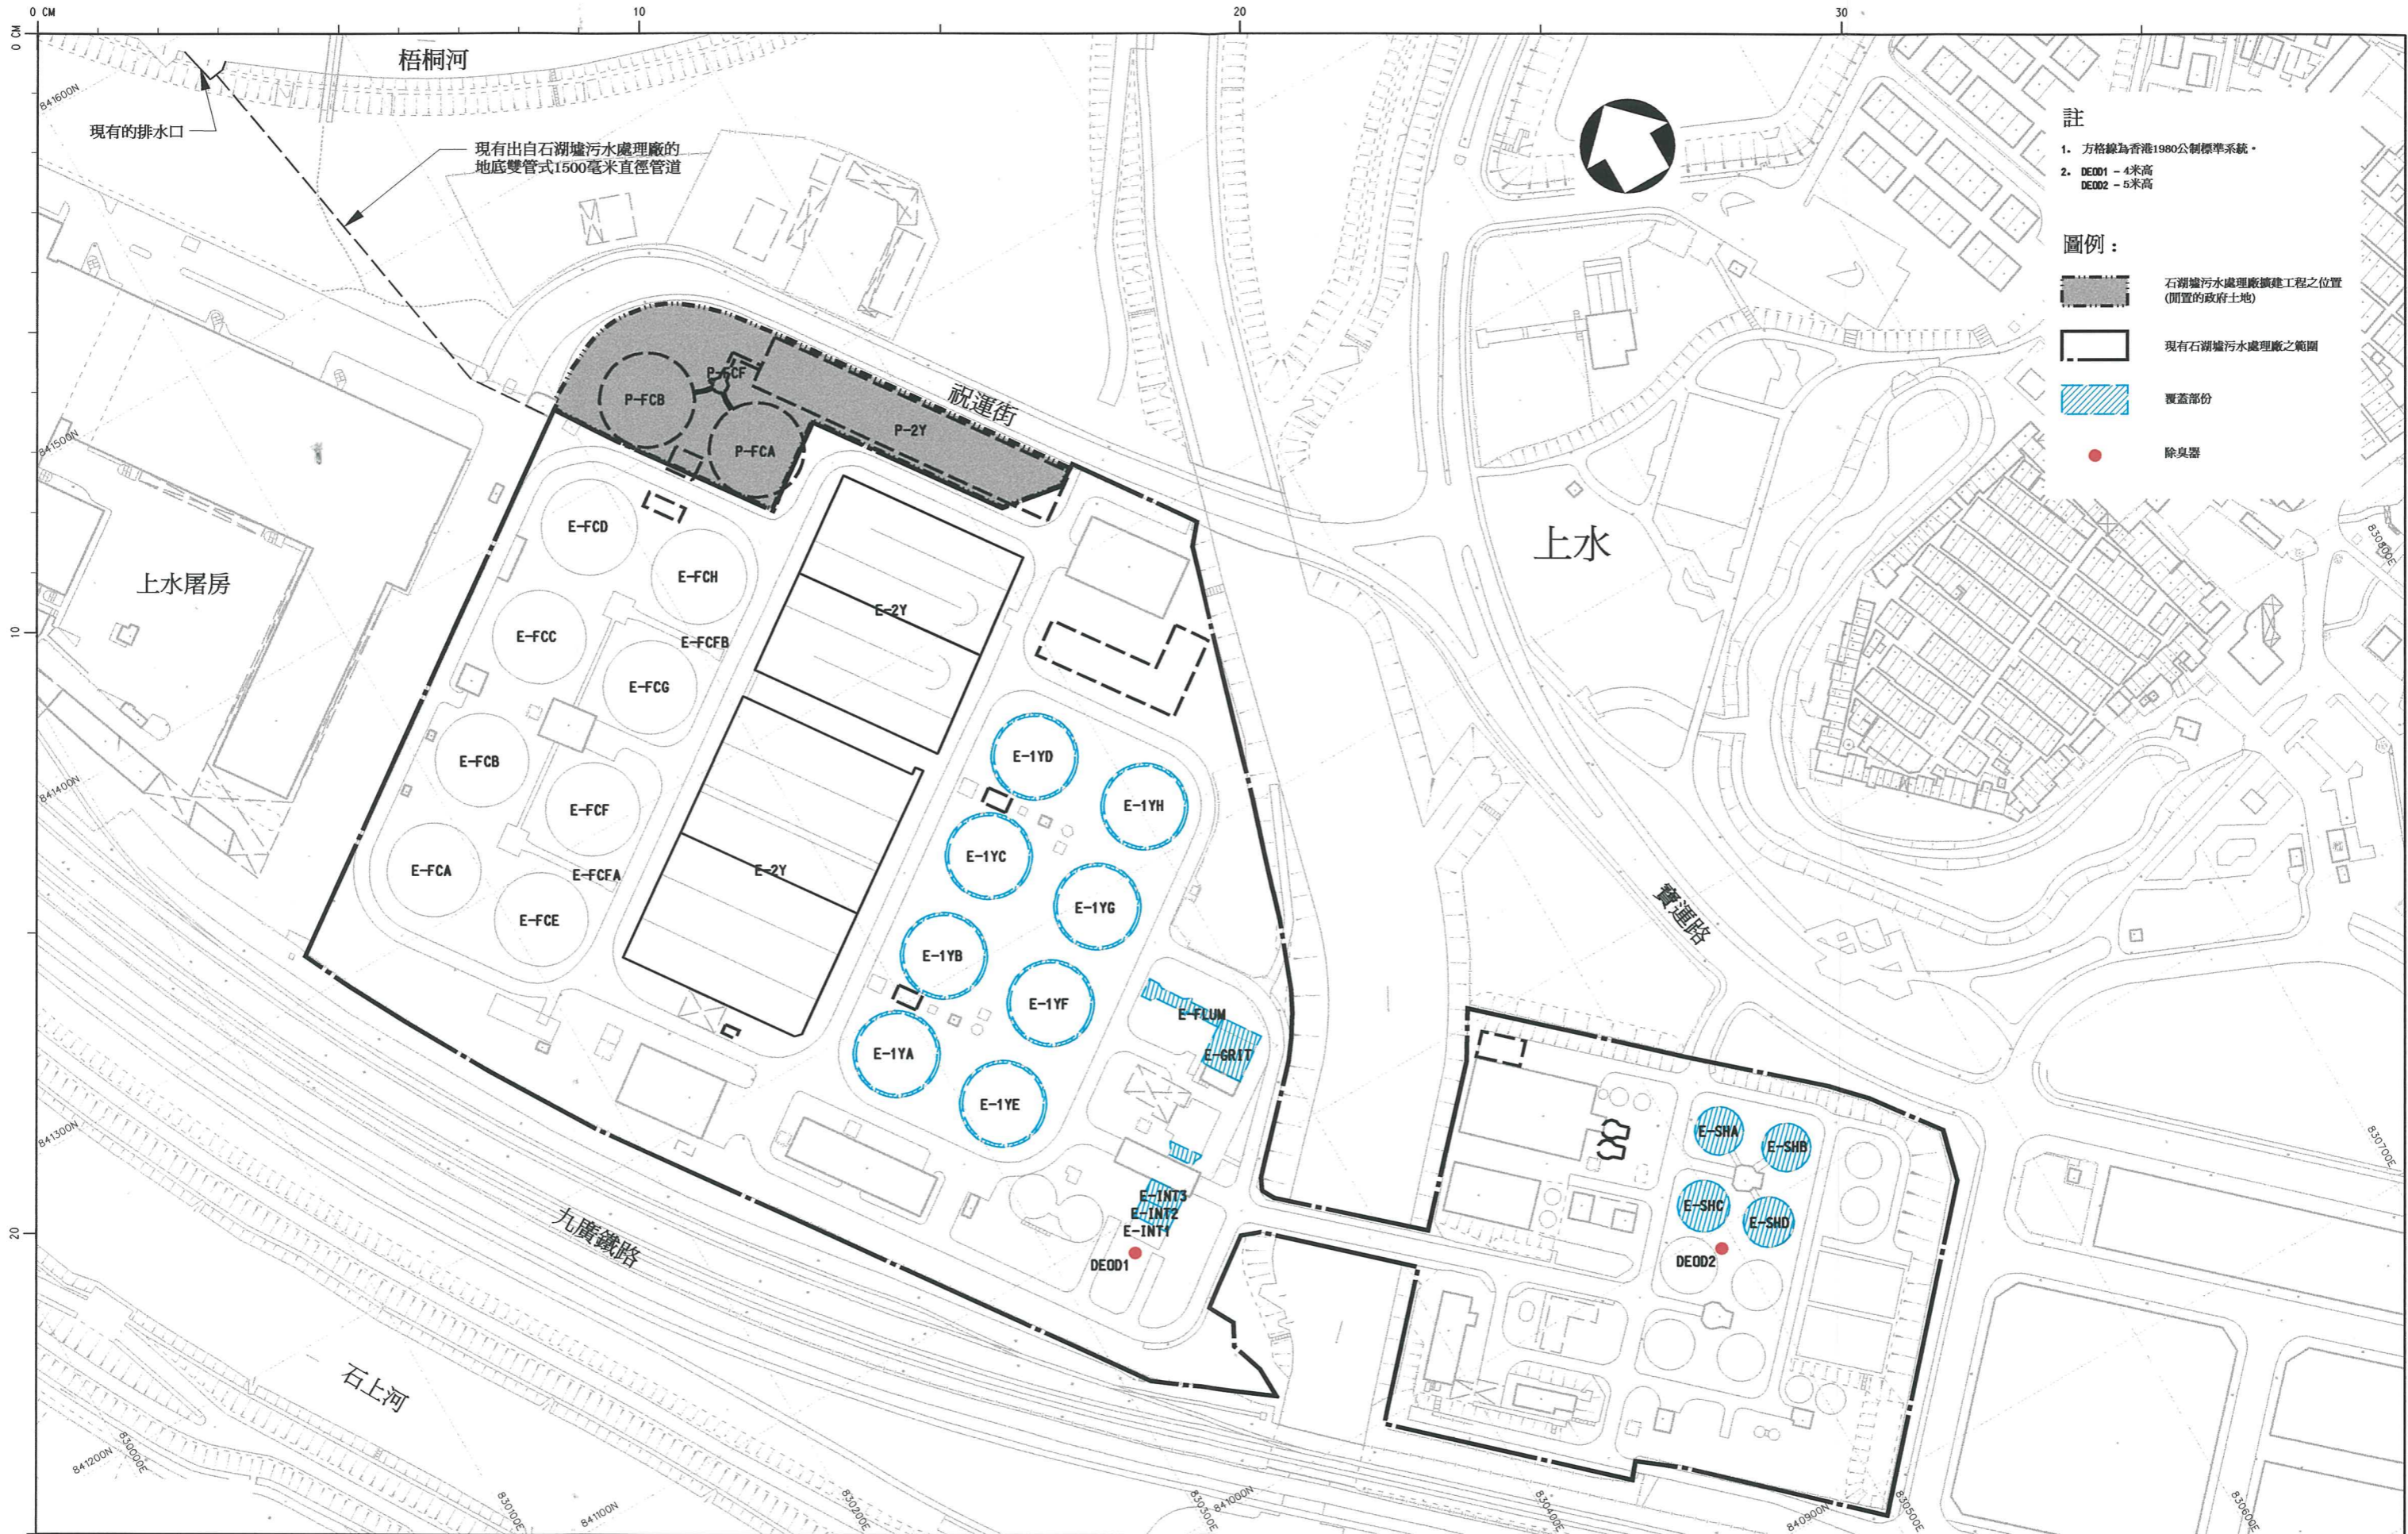 0 CM
10
20
30
0 CM
10
20
梧桐河
841600N
現有的排水口
現有出自石湖墟污水處理廠的
地底雙管式1500毫米直徑管道
註
1. 方格線為香港1980公制標準系統。
2. DEOD1 - 4米高
DEOD2 - 5米高
圖例：
石湖墟污水處理廠擴建工程之位置
(閒置的政府土地)
現有石湖墟污水處理廠之範圍
覆蓋部份
除臭器
P-FCB
P-FCA
P-2Y
祝運街
841500N
上水屠房
上水
830800E
E-FCD
E-FCH
E-2Y
E-FCC
E-FCFB
E-FCG
E-FCB
E-FCF
E-FCA
E-FCFA
E-FCE
E-2Y
841400N
E-1YD
E-1YH
E-1YC
E-1YG
E-1YB
E-1YF
E-1YA
E-1YE
寶運路
E-FLUM
E-GRIT
841300N
E-SHA
E-SHB
E-SHC
E-SHD
830700E
E-INT3
E-INT2
E-INT1
DEOD1
DEOD2
九廣鐵路
石上河
841200N
830000E
830100E
841100N
830200E
830300E
841000N
830400E
840900N
830500E
830600E